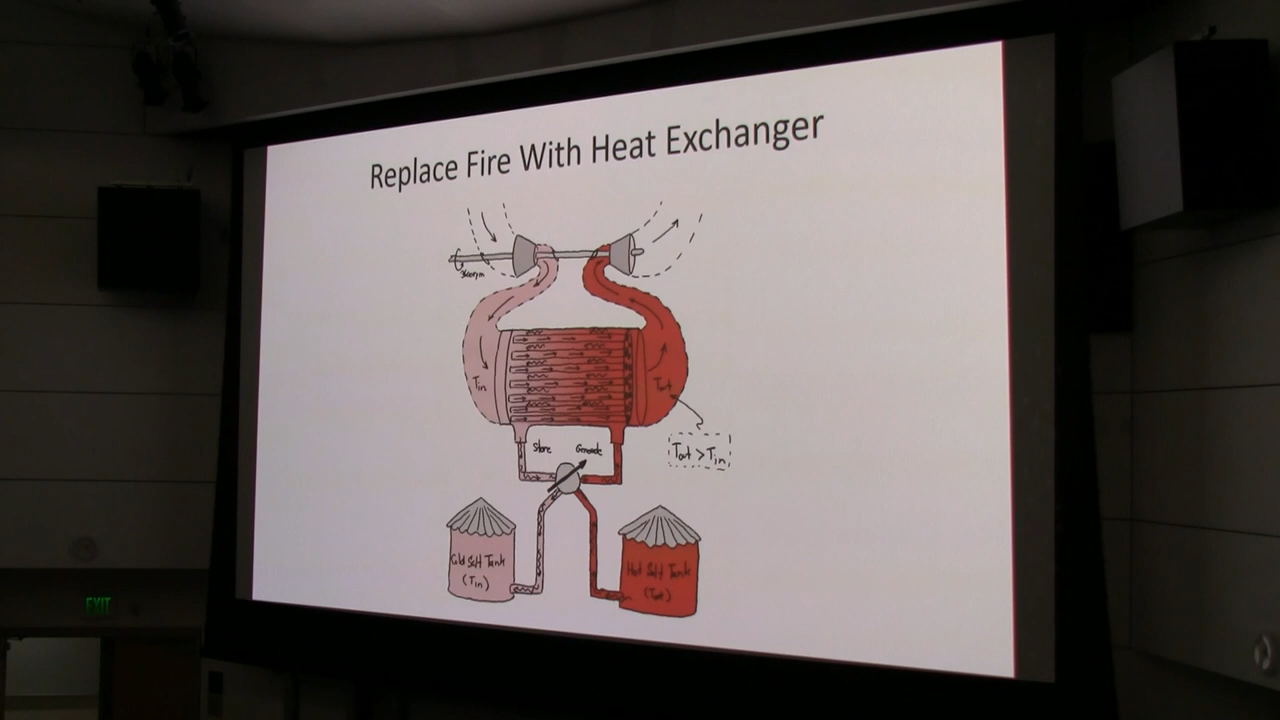 Replace Fire With Heat Exchanger
3600rpm
Tin
Tout
Store
Generate
Tout > Tin
Cold Salt Tank
(Tin)
Hot Salt Tank
(Tout)
EXIT